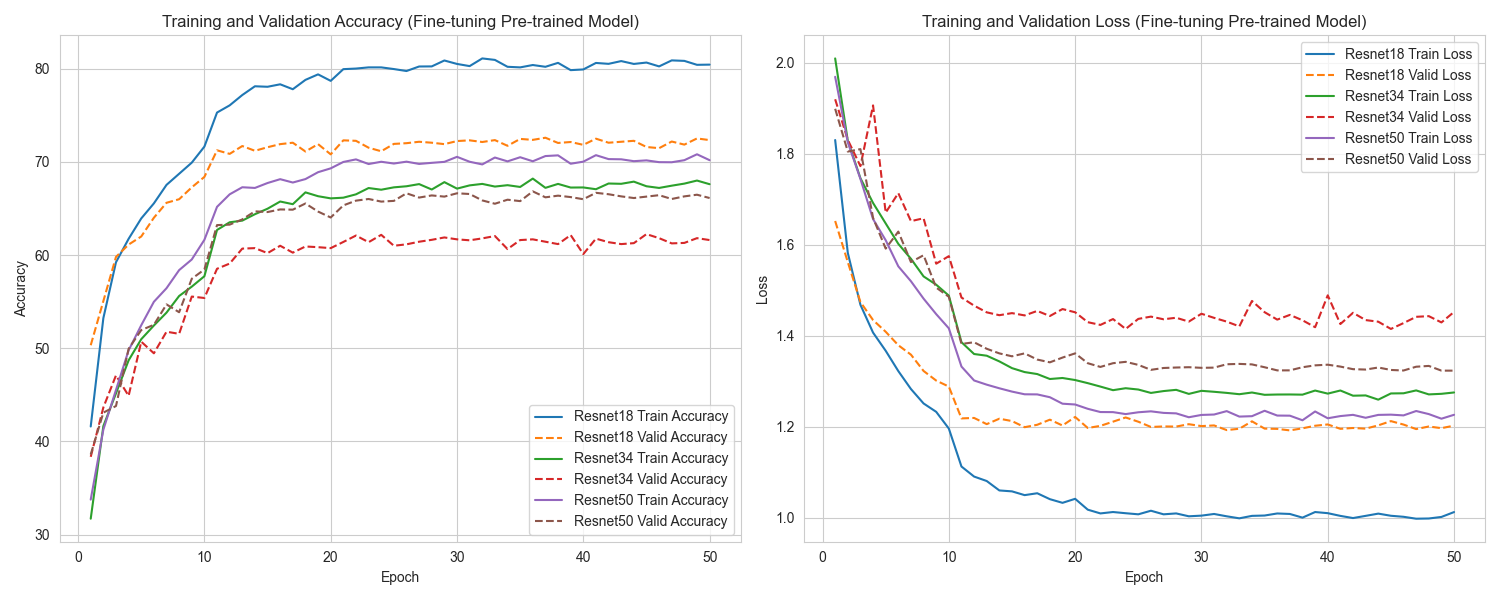 Training and Validation Accuracy (Fine-tuning Pre-trained Model)
Accuracy
80
70
60
50
40
30
0
10
20
30
40
50
Epoch
Resnet18 Train Accuracy
Resnet18 Valid Accuracy
Resnet34 Train Accuracy
Resnet34 Valid Accuracy
Resnet50 Train Accuracy
Resnet50 Valid Accuracy
Training and Validation Loss (Fine-tuning Pre-trained Model)
Loss
2.0
1.8
1.6
1.4
1.2
1.0
0
10
20
30
40
50
Epoch
Resnet18 Train Loss
Resnet18 Valid Loss
Resnet34 Train Loss
Resnet34 Valid Loss
Resnet50 Train Loss
Resnet50 Valid Loss